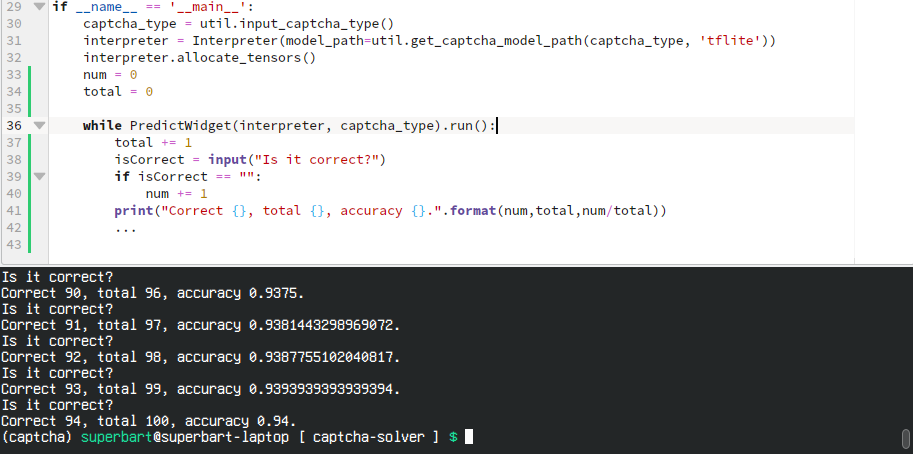 29 if __name__ == '__main__':
30 captcha_type = util.input_captcha_type()
31 interpreter = Interpreter(model_path=util.get_captcha_model_path(captcha_type, 'tflite'))
32 interpreter.allocate_tensors()
33 num = 0
34 total = 0
35
36 while PredictWidget(interpreter, captcha_type).run():
37 total += 1
38 isCorrect = input("Is it correct?")
39 if isCorrect == "":
40 num += 1
41 print("Correct {}, total {}, accuracy {}.".format(num,total,num/total))
42 ...
43
Is it correct?
Correct 90, total 96, accuracy 0.9375.
Is it correct?
Correct 91, total 97, accuracy 0.9381443298969072.
Is it correct?
Correct 92, total 98, accuracy 0.9387755102040817.
Is it correct?
Correct 93, total 99, accuracy 0.9393939393939394.
Is it correct?
Correct 94, total 100, accuracy 0.94.
(captcha) superbart@superbart-laptop [ captcha-solver ] $